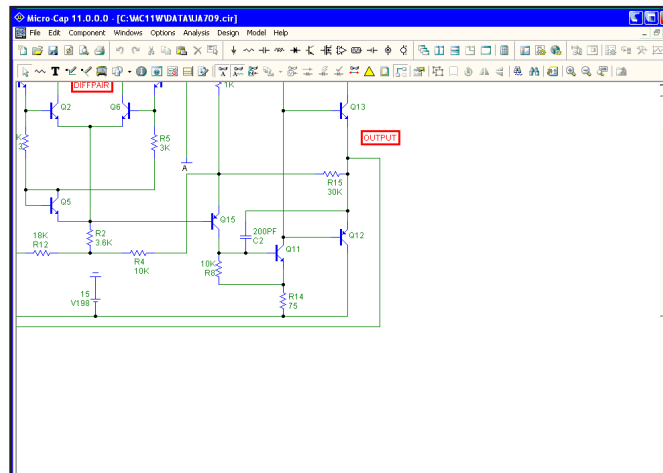 Micro-Cap 11.0.0.0 - [C:\MC11W\DATA\UA709.cir]
File Edit Component Windows Options Analysis Design Model Help
DIFFPAIR
1K
Q2
Q6
Q13
OUTPUT
R5
3K
K
3
A
R15
30K
Q5
Q15
200PF
C2
Q12
18K
R12
R2
3.6K
R4
10K
Q11
10K
R8
15
V198
R14
75